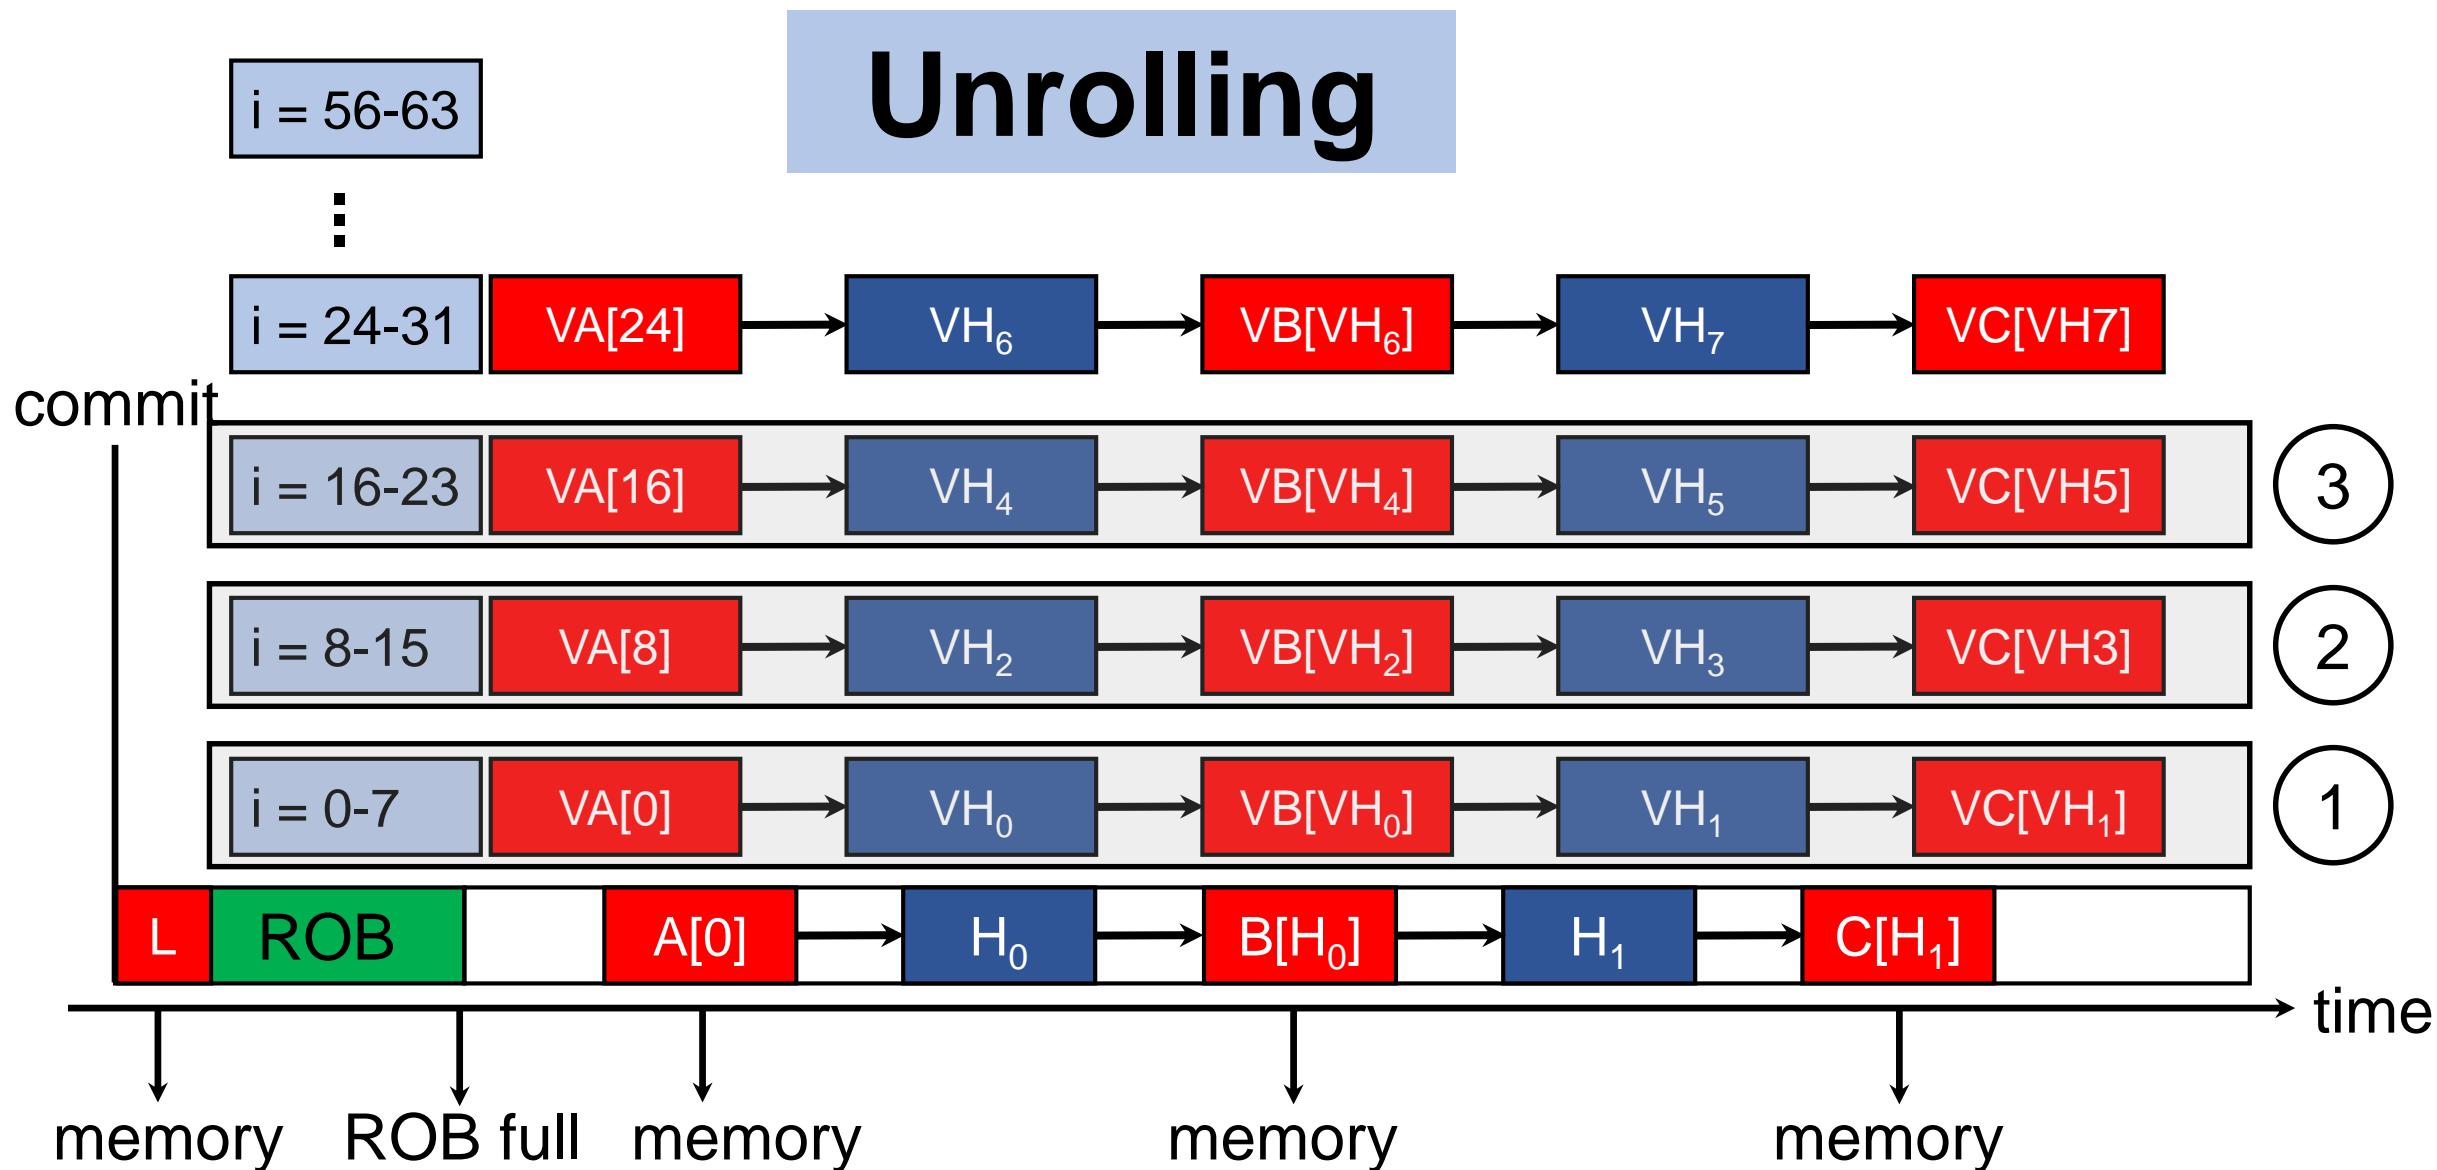 Unrolling
i = 56-63
⋮
i = 24-31 VA[24] VH₆ VB[VH₆] VH₇ VC[VH7]
commit
i = 16-23 VA[16] VH₄ VB[VH₄] VH₅ VC[VH5] 3
i = 8-15 VA[8] VH₂ VB[VH₂] VH₃ VC[VH3] 2
i = 0-7 VA[0] VH₀ VB[VH₀] VH₁ VC[VH₁] 1
L ROB A[0] H₀ B[H₀] H₁ C[H₁]
time
memory ROB full memory memory memory